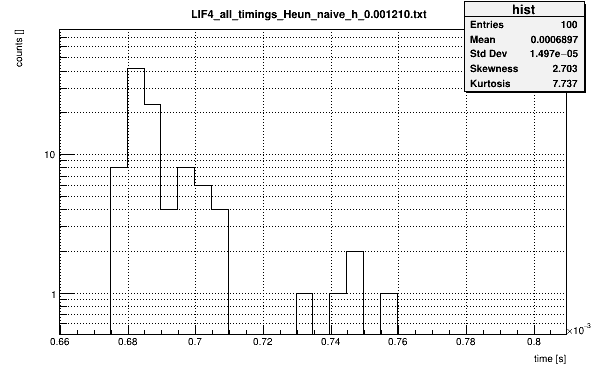 LIF4_all_timings_Heun_naive_h_0.001210.txt
hist
Entries 100
Mean 0.0006897
Std Dev 1.497e−05
Skewness 2.703
Kurtosis 7.737
counts []
10
1
0.66 0.68 0.7 0.72 0.74 0.76 0.78 0.8
×10⁻³
time [s]